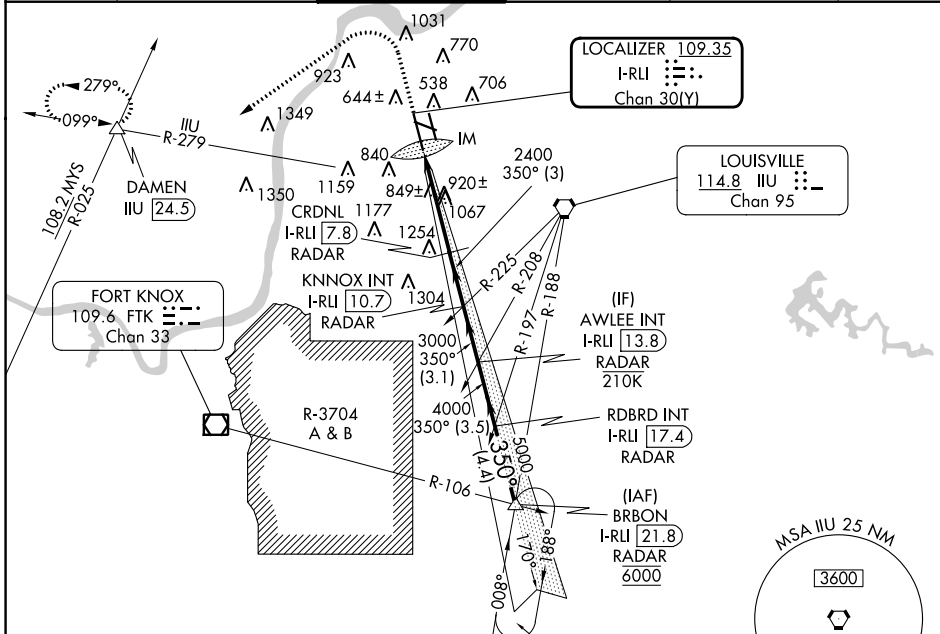 1031
770
923
644±
538
706
LOCALIZER 109.35
I-RLI
Chan 30(Y)
279°
099°
IIU
R-279
1349
IM
840
2400
350° (3)
LOUISVILLE
114.8 IIU
Chan 95
108.2 MYS
R-025
DAMEN
IIU 24.5
1350
1159
849±
920±
1067
CRDNL
I-RLI 7.8
RADAR
1177
1254
R-225
R-208
R-197
R-188
KNNOX INT
I-RLI 10.7
RADAR
1304
FORT KNOX
109.6 FTK
Chan 33
3000
350°
(3.1)
(IF)
AWLEE INT
I-RLI 13.8
RADAR
210K
R-3704
A & B
4000
350° (3.5)
RDBRD INT
I-RLI 17.4
RADAR
350°
5000
(4.4)
R-106
(IAF)
BRBON
I-RLI 21.8
RADAR
6000
170°
188°
008°
MSA IIU 25 NM
3600